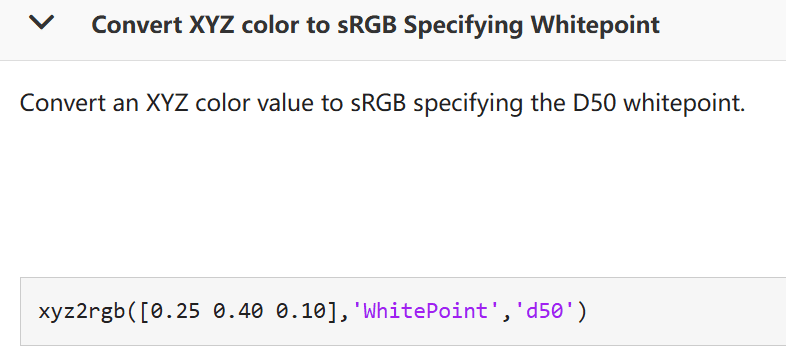 Convert XYZ color to sRGB Specifying Whitepoint
Convert an XYZ color value to sRGB specifying the D50 whitepoint.
xyz2rgb([0.25 0.40 0.10],'WhitePoint','d50')